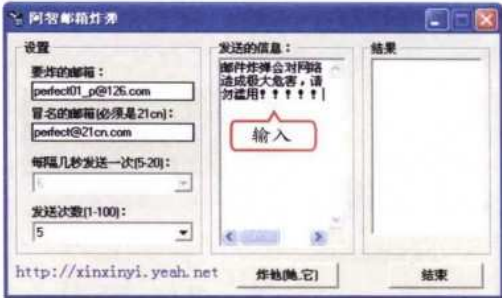 阿智邮箱炸弹
设置
要炸的邮箱：
perfect01_p@126.com
冒名的邮箱(必须是21cn)：
perfect@21cn.com
每隔几秒发送一次(5-20)：
发送次数(1-100)：
5
http://xinxinyi.yeah.net
发送的信息：
邮件炸弹会对网络
造成极大危害，请
勿滥用！！！！！
输入
炸他(她.它)
结果
结束